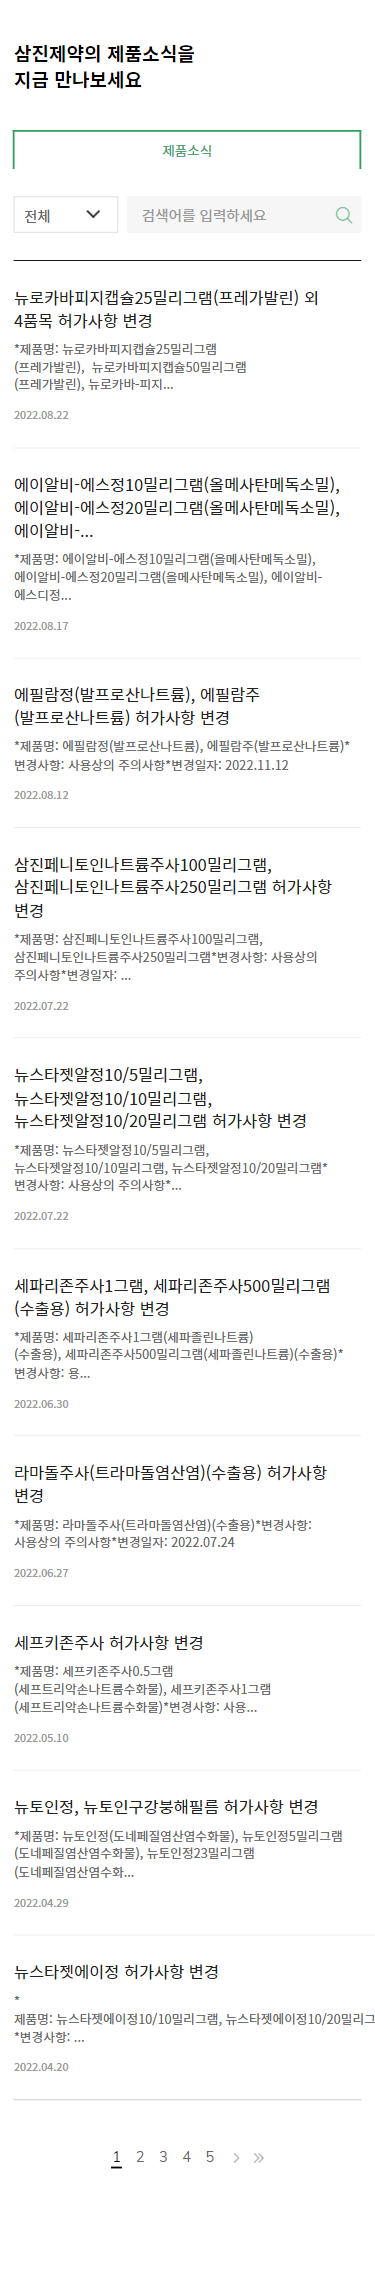 삼진제약의 제품소식을
지금 만나보세요
제품소식
전체
검색어를 입력하세요
뉴로카바피지캡슐25밀리그램(프레가발린) 외
4품목 허가사항 변경
*제품명: 뉴로카바피지캡슐25밀리그램
(프레가발린),  뉴로카바피지캡슐50밀리그램
(프레가발린), 뉴로카바-피지...
2022.08.22
에이알비-에스정10밀리그램(올메사탄메독소밀),
에이알비-에스정20밀리그램(올메사탄메독소밀),
에이알비-...
*제품명: 에이알비-에스정10밀리그램(올메사탄메독소밀),
에이알비-에스정20밀리그램(올메사탄메독소밀), 에이알비-
에스디정...
2022.08.17
에필람정(발프로산나트륨), 에필람주
(발프로산나트륨) 허가사항 변경
*제품명: 에필람정(발프로산나트륨), 에필람주(발프로산나트륨)*
변경사항: 사용상의 주의사항*변경일자: 2022.11.12
2022.08.12
삼진페니토인나트륨주사100밀리그램,
삼진페니토인나트륨주사250밀리그램 허가사항
변경
*제품명: 삼진페니토인나트륨주사100밀리그램,
삼진페니토인나트륨주사250밀리그램*변경사항: 사용상의
주의사항*변경일자: ...
2022.07.22
뉴스타젯알정10/5밀리그램,
뉴스타젯알정10/10밀리그램,
뉴스타젯알정10/20밀리그램 허가사항 변경
*제품명: 뉴스타젯알정10/5밀리그램,
뉴스타젯알정10/10밀리그램, 뉴스타젯알정10/20밀리그램*
변경사항: 사용상의 주의사항*...
2022.07.22
세파리존주사1그램, 세파리존주사500밀리그램
(수출용) 허가사항 변경
*제품명: 세파리존주사1그램(세파졸린나트륨)
(수출용), 세파리존주사500밀리그램(세파졸린나트륨)(수출용)*
변경사항: 용...
2022.06.30
라마돌주사(트라마돌염산염)(수출용) 허가사항
변경
*제품명: 라마돌주사(트라마돌염산염)(수출용)*변경사항:
사용상의 주의사항*변경일자: 2022.07.24
2022.06.27
세프키존주사 허가사항 변경
*제품명: 세프키존주사0.5그램
(세프트리악손나트륨수화물), 세프키존주사1그램
(세프트리악손나트륨수화물)*변경사항: 사용...
2022.05.10
뉴토인정, 뉴토인구강붕해필름 허가사항 변경
*제품명: 뉴토인정(도네페질염산염수화물), 뉴토인정5밀리그램
(도네페질염산염수화물), 뉴토인정23밀리그램
(도네페질염산염수화...
2022.04.29
뉴스타젯에이정 허가사항 변경
*
제품명: 뉴스타젯에이정10/10밀리그램, 뉴스타젯에이정10/20밀리그
*변경사항: ...
2022.04.20
1 2 3 4 5